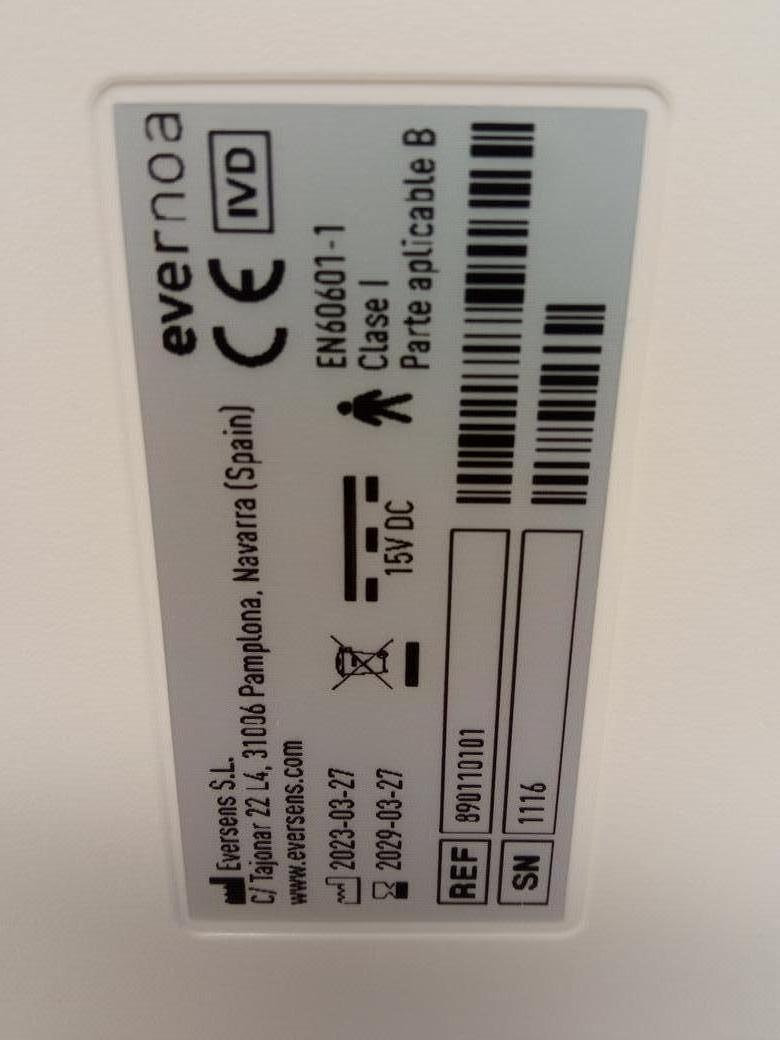 evernoa
Eversens S.L.
C/ Tajonar 22 L4, 31006 Pamplona, Navarra (Spain)
www.eversens.com
CE IVD
2023-03-27
2029-03-27
15V DC
EN60601-1
Clase I
Parte aplicable B
REF 890110101
SN 1116